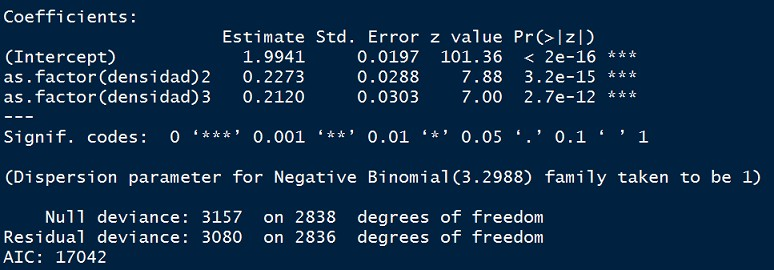 Coefficients:
                     Estimate Std. Error z value Pr(>|z|)
(Intercept)            1.9941     0.0197  101.36  < 2e-16 ***
as.factor(densidad)2   0.2273     0.0288    7.88  3.2e-15 ***
as.factor(densidad)3   0.2120     0.0303    7.00  2.7e-12 ***
---
Signif. codes:  0 ‘***’ 0.001 ‘**’ 0.01 ‘*’ 0.05 ‘.’ 0.1 ‘ ’ 1
(Dispersion parameter for Negative Binomial(3.2988) family taken to be 1)
    Null deviance: 3157  on 2838  degrees of freedom
Residual deviance: 3080  on 2836  degrees of freedom
AIC: 17042